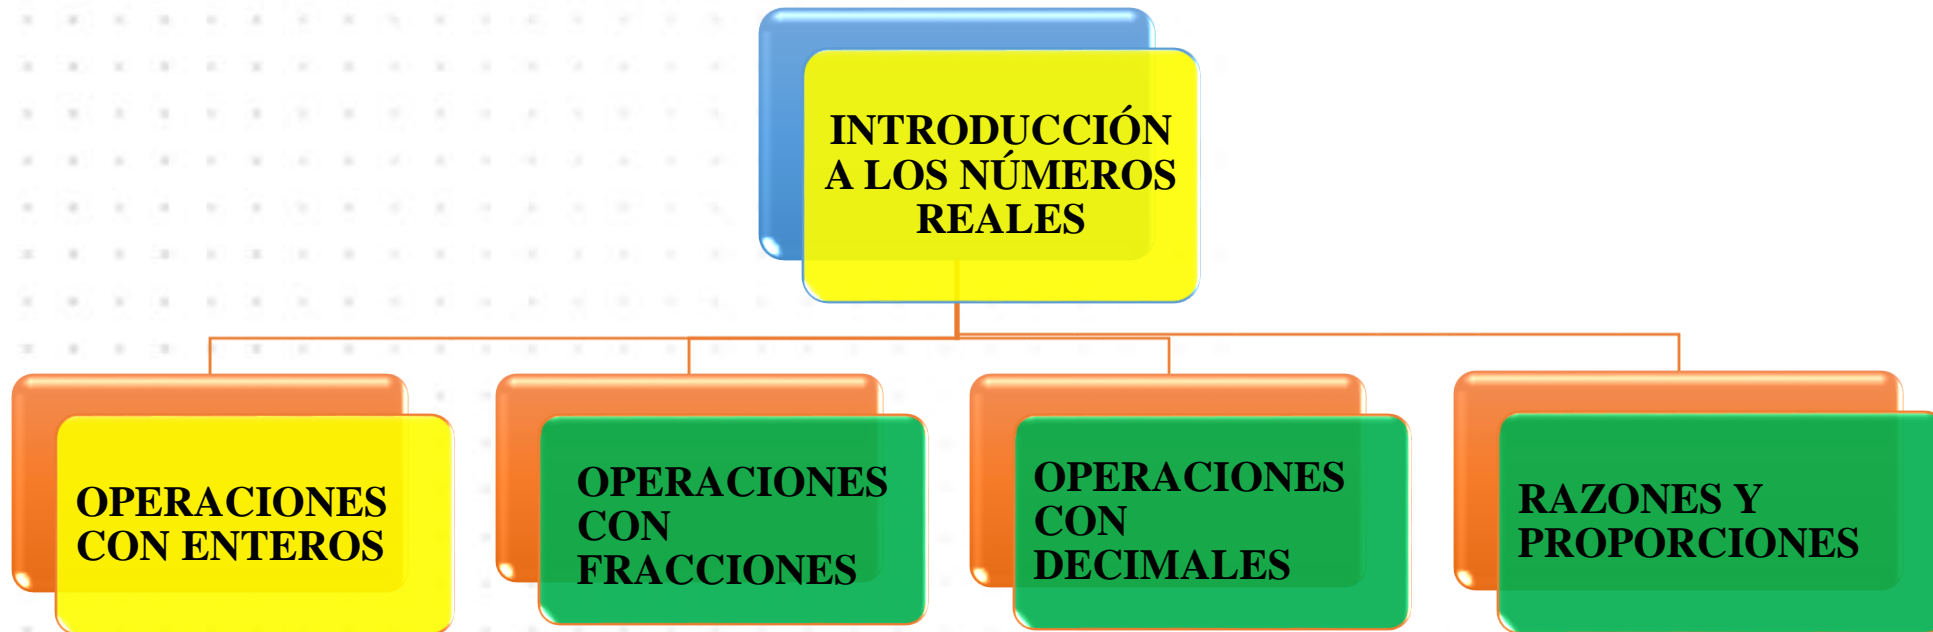 INTRODUCCIÓN
A LOS NÚMEROS
REALES
OPERACIONES
CON ENTEROS
OPERACIONES
CON
FRACCIONES
OPERACIONES
CON
DECIMALES
RAZONES Y
PROPORCIONES